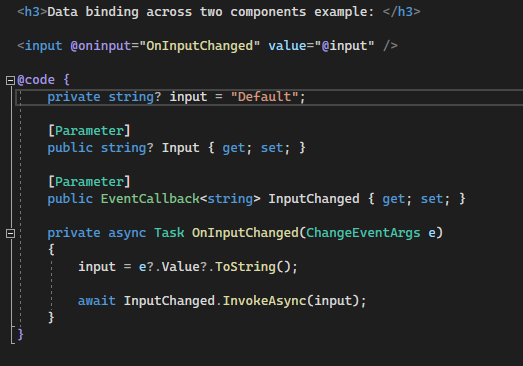 <h3>Data binding across two components example: </h3>
<input @oninput="OnInputChanged" value="@input" />
@code {
private string? input = "Default";
[Parameter]
public string? Input { get; set; }
[Parameter]
public EventCallback<string> InputChanged { get; set; }
private async Task OnInputChanged(ChangeEventArgs e)
{
input = e?.Value?.ToString();
await InputChanged.InvokeAsync(input);
}
}